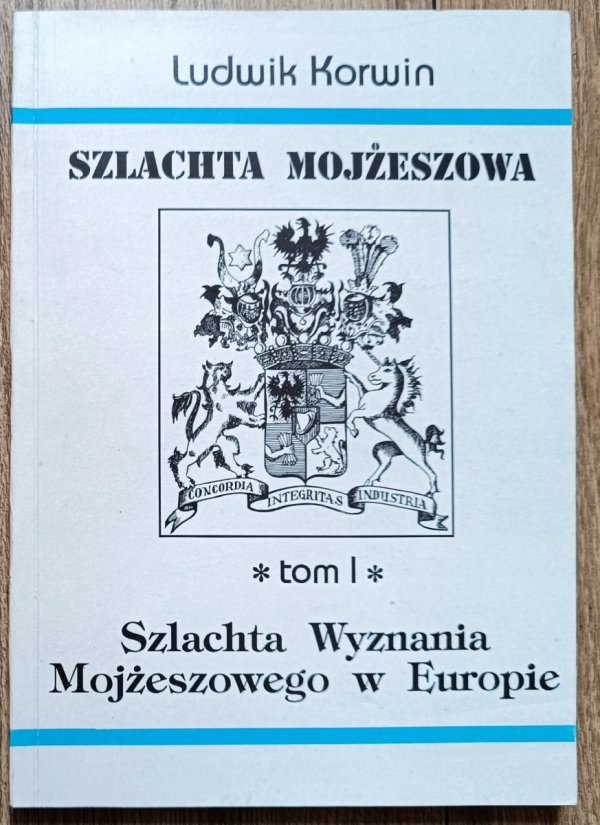 Ludwik Korwin
SZLACHTA MOJŻESZOWA
CONCORDIA INTEGRITAS INDUSTRIA
* tom I *
Szlachta Wyznania
Mojżeszowego w Europie